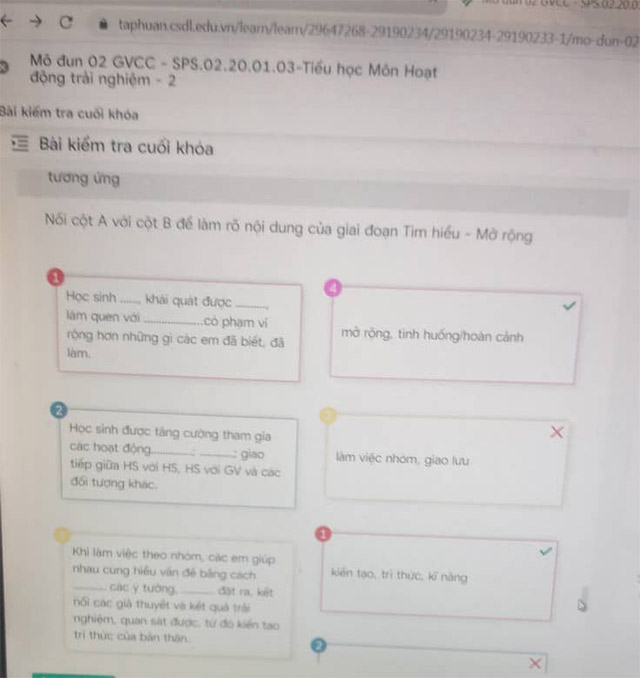 taphuan.csdl.edu.vn/learn/learn/29647268-29190234/29190234-29190233-1/mo-dun-02
Mô đun 02 GVCC - SPS.02.20.01.03-Tiểu học Môn Hoạt
động trải nghiệm - 2
Bài kiểm tra cuối khóa
Bài kiểm tra cuối khóa
tương ứng
Nối cột A với cột B để làm rõ nội dung của giai đoạn Tìm hiểu - Mở rộng
1
Học sinh ......, khái quát được .........,
làm quen với ..................có phạm vi
rộng hơn những gì các em đã biết, đã
làm.
4
mở rộng, tình huống/hoàn cảnh
2
Học sinh được tăng cường tham gia
các hoạt động.............; ...........; giao
tiếp giữa HS với HS, HS với GV và các
đối tượng khác.
làm việc nhóm, giao lưu
Khi làm việc theo nhóm, các em giúp
nhau cùng hiểu vấn đề bằng cách
.........., các ý tưởng, .......... đặt ra, kết
nối các giả thuyết và kết quả trải
nghiệm, quan sát được, từ đó kiến tạo
tri thức của bản thân.
1
kiến tạo, tri thức, kĩ năng
2